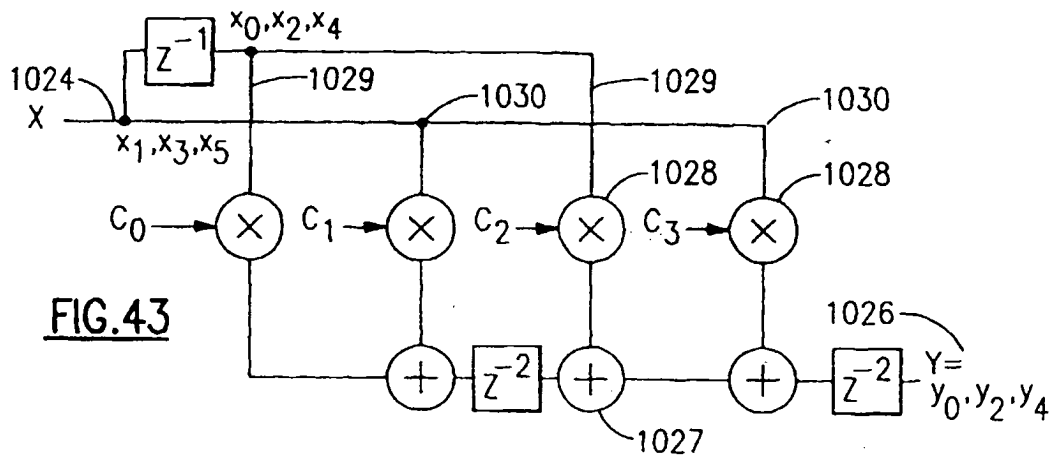 x₀,x₂,x₄
Z⁻¹
1024
1029
1029
1030
1030
X
x₁,x₃,x₅
1028
1028
C₀
C₁
C₂
C₃
FIG.43
1026
Z⁻²
Z⁻²
Y=
y₀,y₂,y₄
1027